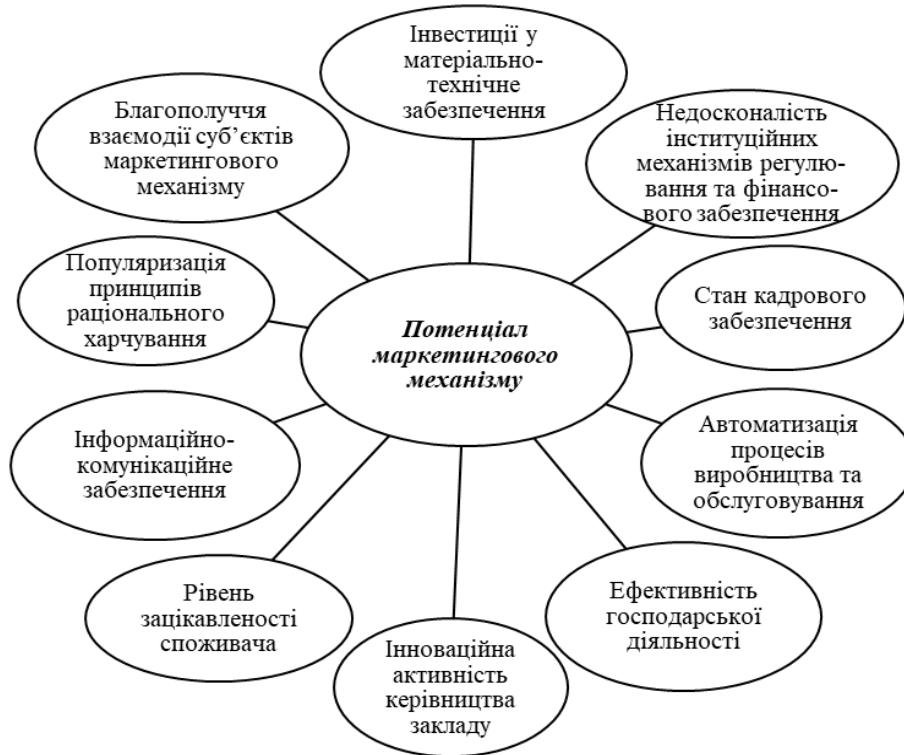 Інвестиції у
матеріально-
технічне
забезпечення
Благополуччя
взаємодії суб’єктів
маркетингового
механізму
Недосконалість
інституційних
механізмів регулю-
вання та фінансо-
вого забезпечення
Популяризація
принципів
раціонального
харчування
Стан кадрового
забезпечення
Потенціал
маркетингового
механізму
Інформаційно-
комунікаційне
забезпечення
Автоматизація
процесів
виробництва та
обслуговування
Рівень
зацікавленості
споживача
Інноваційна
активність
керівництва
закладу
Ефективність
господарської
діяльності